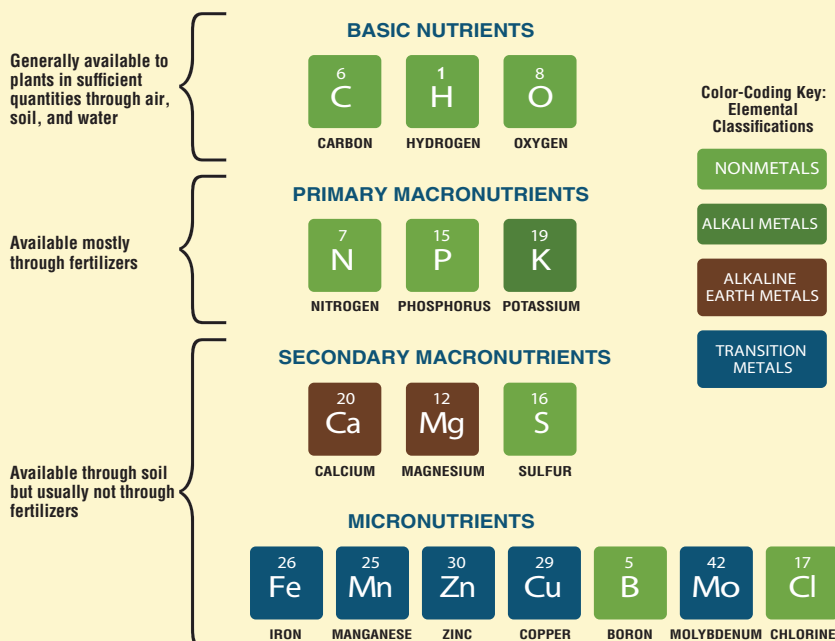 BASIC NUTRIENTS
Generally available to
plants in sufficient
quantities through air,
soil, and water
6
C
CARBON
1
H
HYDROGEN
8
O
OXYGEN
Color-Coding Key:
Elemental
Classifications
NONMETALS
ALKALI METALS
ALKALINE
EARTH METALS
TRANSITION
METALS
PRIMARY MACRONUTRIENTS
Available mostly
through fertilizers
7
N
NITROGEN
15
P
PHOSPHORUS
19
K
POTASSIUM
SECONDARY MACRONUTRIENTS
20
Ca
CALCIUM
12
Mg
MAGNESIUM
16
S
SULFUR
Available through soil
but usually not through
fertilizers
MICRONUTRIENTS
26
Fe
IRON
25
Mn
MANGANESE
30
Zn
ZINC
29
Cu
COPPER
5
B
BORON
42
Mo
MOLYBDENUM
17
Cl
CHLORINE